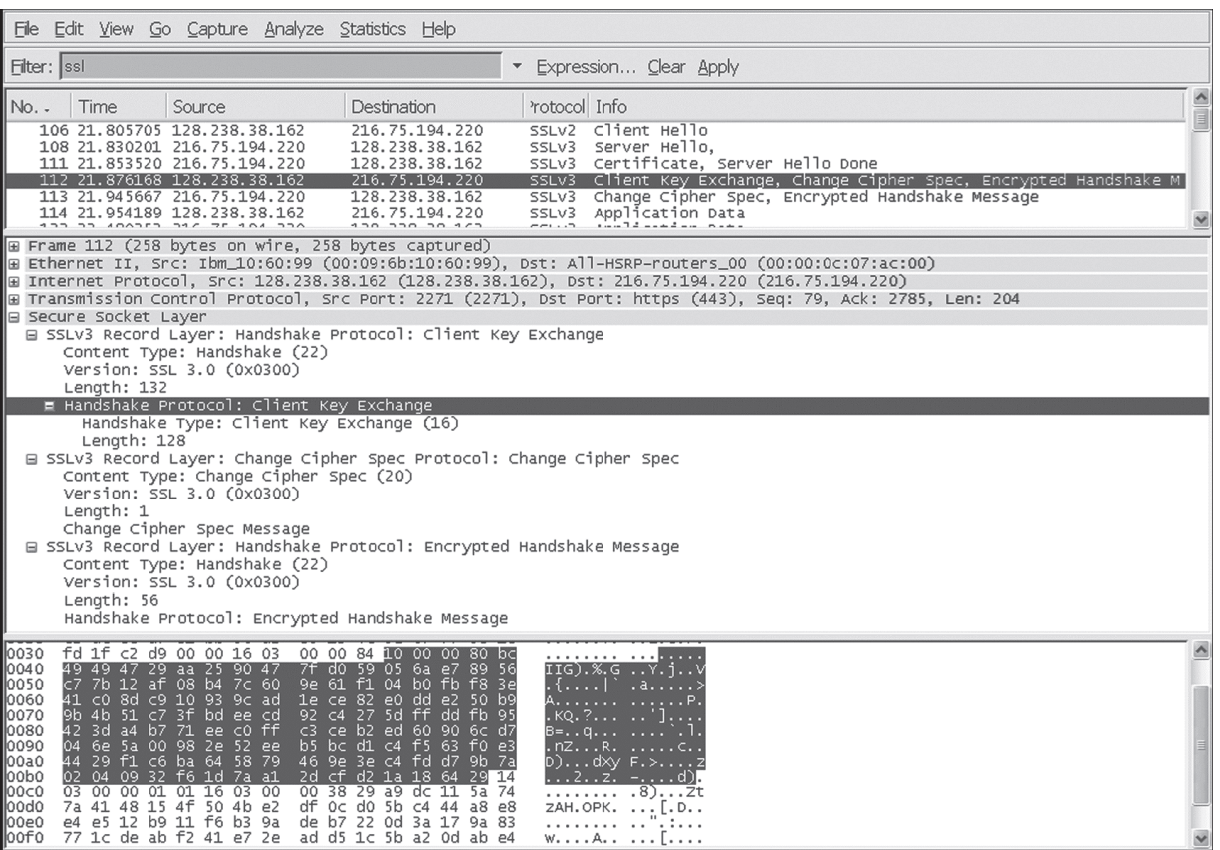 File Edit View Go Capture Analyze Statistics Help
Filter: ssl Expression... Clear Apply
No. - Time Source Destination Protocol Info
106 21.805705 128.238.38.162 216.75.194.220 SSLv2 Client Hello
108 21.830201 216.75.194.220 128.238.38.162 SSLv3 Server Hello,
111 21.853520 216.75.194.220 128.238.38.162 SSLv3 Certificate, Server Hello Done
112 21.876168 128.238.38.162 216.75.194.220 SSLv3 Client Key Exchange, Change Cipher Spec, Encrypted Handshake M
113 21.945667 216.75.194.220 128.238.38.162 SSLv3 Change Cipher Spec, Encrypted Handshake Message
114 21.954189 128.238.38.162 216.75.194.220 SSLv3 Application Data
Frame 112 (258 bytes on wire, 258 bytes captured)
Ethernet II, Src: Ibm_10:60:99 (00:09:6b:10:60:99), Dst: All-HSRP-routers_00 (00:00:0c:07:ac:00)
Internet Protocol, Src: 128.238.38.162 (128.238.38.162), Dst: 216.75.194.220 (216.75.194.220)
Transmission Control Protocol, Src Port: 2271 (2271), Dst Port: https (443), Seq: 79, Ack: 2785, Len: 204
Secure Socket Layer
SSLv3 Record Layer: Handshake Protocol: Client Key Exchange
Content Type: Handshake (22)
Version: SSL 3.0 (0x0300)
Length: 132
Handshake Protocol: Client Key Exchange
Handshake Type: Client Key Exchange (16)
Length: 128
SSLv3 Record Layer: Change Cipher Spec Protocol: Change Cipher Spec
Content Type: Change Cipher Spec (20)
Version: SSL 3.0 (0x0300)
Length: 1
Change Cipher Spec Message
SSLv3 Record Layer: Handshake Protocol: Encrypted Handshake Message
Content Type: Handshake (22)
Version: SSL 3.0 (0x0300)
Length: 56
Handshake Protocol: Encrypted Handshake Message
0030 fd 1f c2 d9 00 00 16 03 00 00 84 10 00 00 80 bc ........ ........
0040 49 49 47 29 aa 25 90 47 7f d0 59 05 6a e7 89 56 IIG).%.G ..Y.j..V
0050 c7 7b 12 af 08 b4 7c 60 9e 61 f1 04 b0 fb f8 3e .{....|` .a.....>
0060 41 c0 8d c9 10 93 9c ad 1e ce 82 e0 dd e2 50 b9 A....... ......P.
0070 9b 4b 51 c7 3f bd ee cd 92 c4 27 5d ff dd fb 95 .KQ.?... ..']....
0080 42 3d a4 b7 71 ee c0 ff c3 ce b2 ed 60 90 6c d7 B=..q... ....`.l.
0090 04 6e 5a 00 98 2e 52 ee b5 bc d1 c4 f5 63 f0 e3 .nZ...R. .....c..
00a0 44 29 f1 c6 ba 64 58 79 46 9e 3e c4 fd d7 9b 7a D)...dXy F.>....z
00b0 02 04 09 32 f6 1d 7a a1 2d cf d2 1a 18 64 29 14 ...2..z. -....d).
00c0 03 00 00 01 01 16 03 00 00 38 29 a9 dc 11 5a 74 ........ .8)...Zt
00d0 7a 41 48 15 4f 50 4b e2 df 0c d0 5b c4 44 a8 e8 zAH.OPK. ...[.D..
00e0 e4 e5 12 b9 11 f6 b3 9a de b7 22 0d 3a 17 9a 83 ........ ..".:...
00f0 77 1c de ab f2 41 e7 2e ad d5 1c 5b a2 0d ab e4 w....A.. ...[....